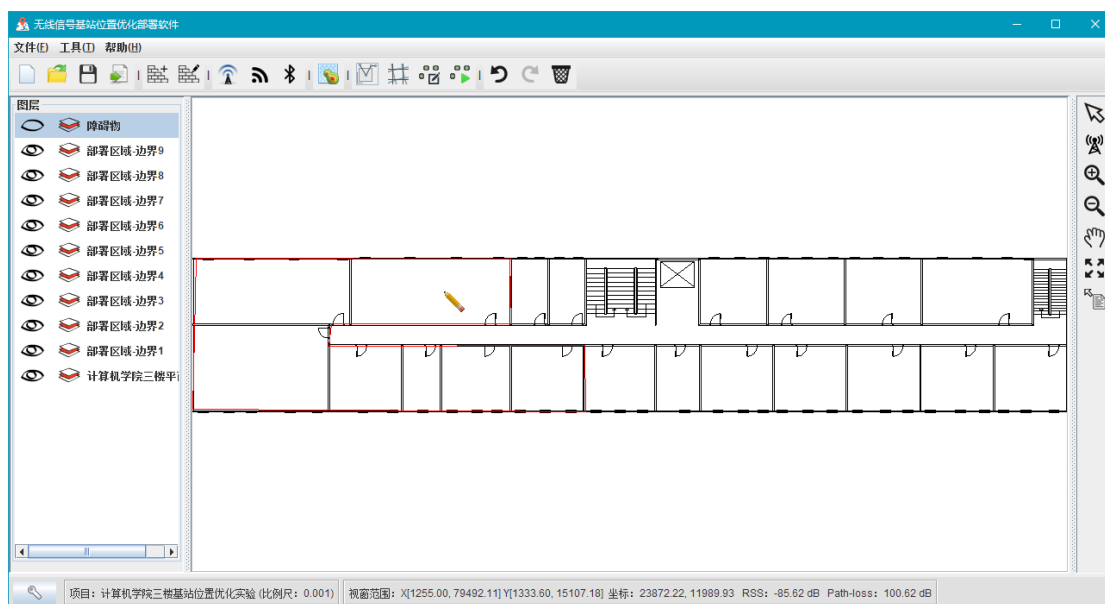 无线信号基站位置优化部署软件
文件(F) 工具(T) 帮助(H)
图层
障碍物
部署区域-边界9
部署区域-边界8
部署区域-边界7
部署区域-边界6
部署区域-边界5
部署区域-边界4
部署区域-边界3
部署区域-边界2
部署区域-边界1
计算机学院三楼平
项目: 计算机学院三楼基站位置优化实验 (比例尺: 0.001) 视窗范围: X[1255.00, 79492.11] Y[1333.60, 15107.18] 坐标: 23872.22, 11989.93 RSS: -85.62 dB Path-loss: 100.62 dB